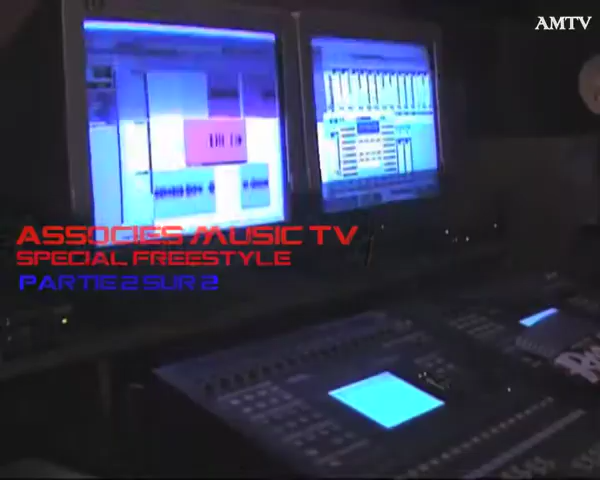 AMTV
ASSOCIES MUSIC TV
SPECIAL FREESTYLE
PARTIE 2 SUR 2